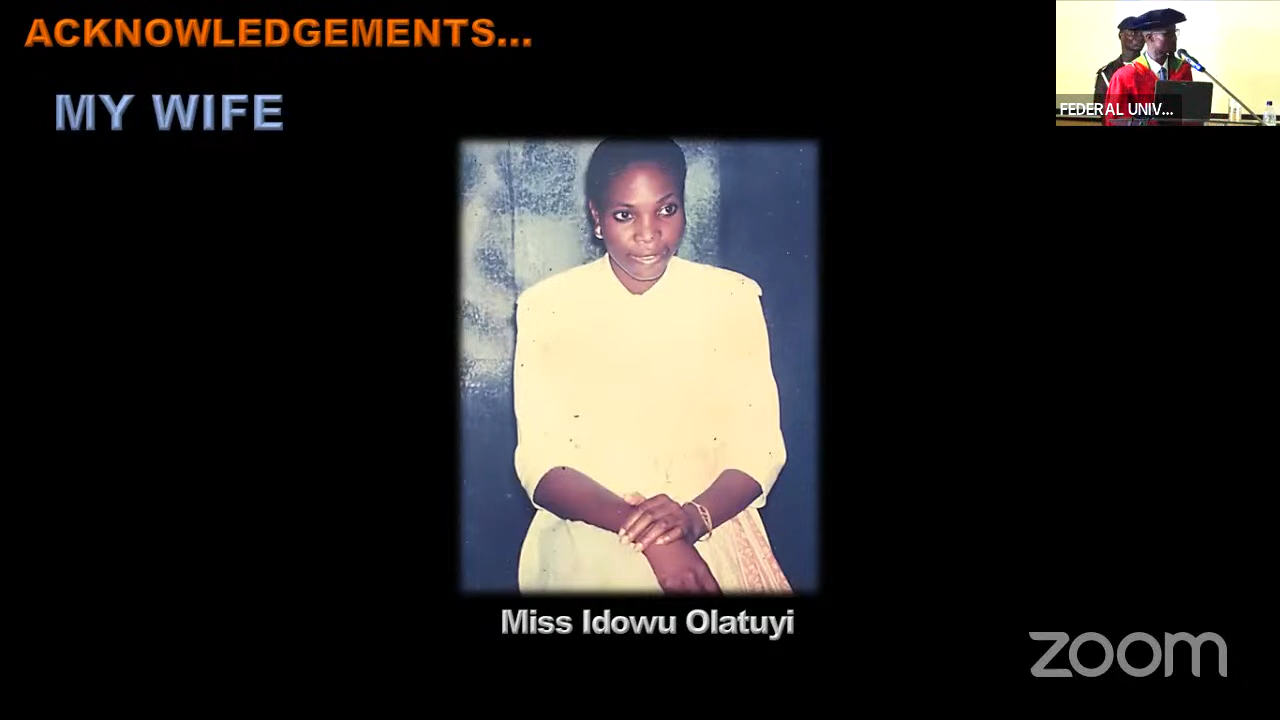 ACKNOWLEDGEMENTS...
MY WIFE
FEDERAL UNIV...
Miss Idowu Olatuyi
zoom